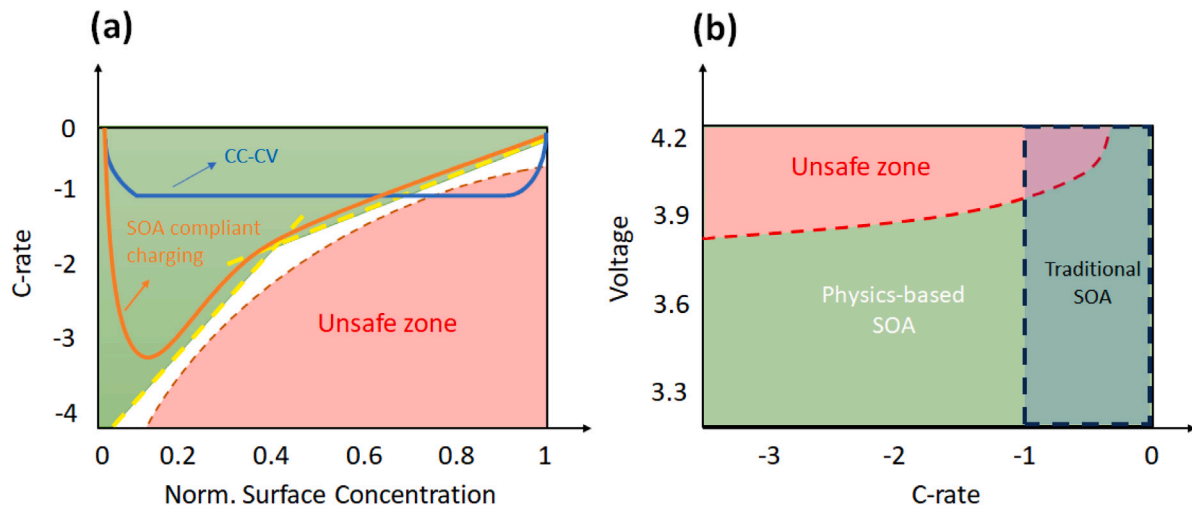 (a)
0
-1
-2
-3
-4
C-rate
CC-CV
SOA compliant
charging
Unsafe zone
0
0.2
0.4
0.6
0.8
1
Norm. Surface Concentration
(b)
4.2
3.9
3.6
3.3
Voltage
Unsafe zone
Physics-based
SOA
Traditional
SOA
-3
-2
-1
0
C-rate